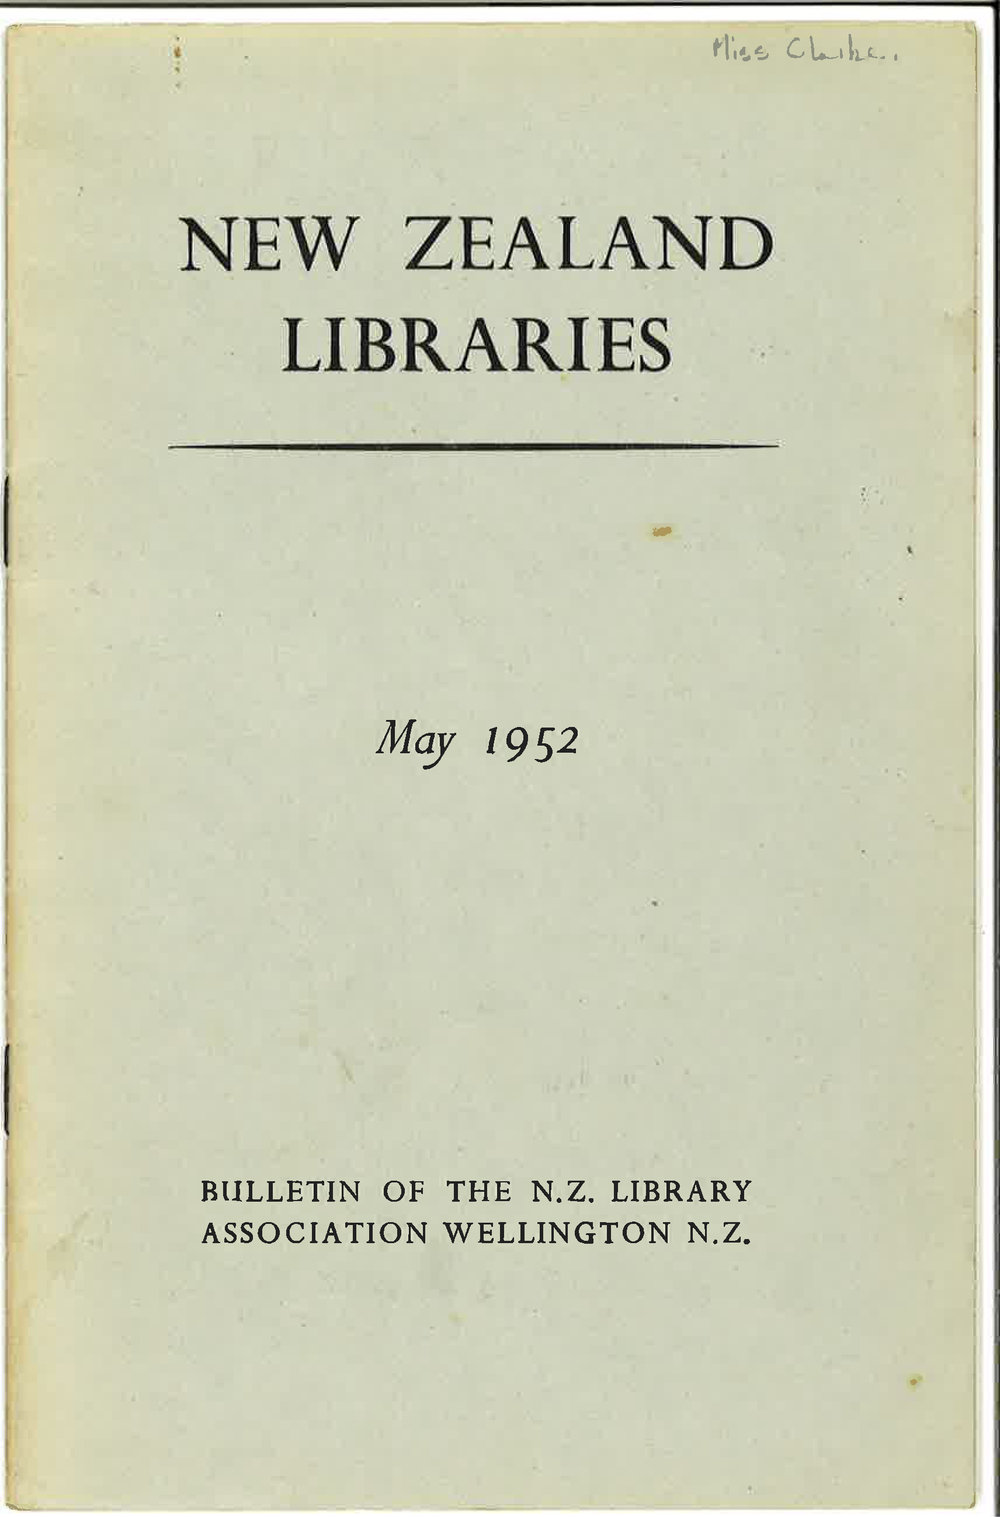 Miss Clarke.
NEW ZEALAND
LIBRARIES
May 1952
BULLETIN OF THE N.Z. LIBRARY
ASSOCIATION WELLINGTON N.Z.